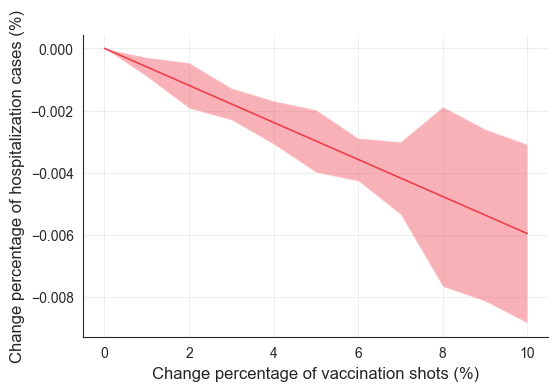 Change percentage of hospitalization cases (%)
0.000
−0.002
−0.004
−0.006
−0.008
0 2 4 6 8 10
Change percentage of vaccination shots (%)